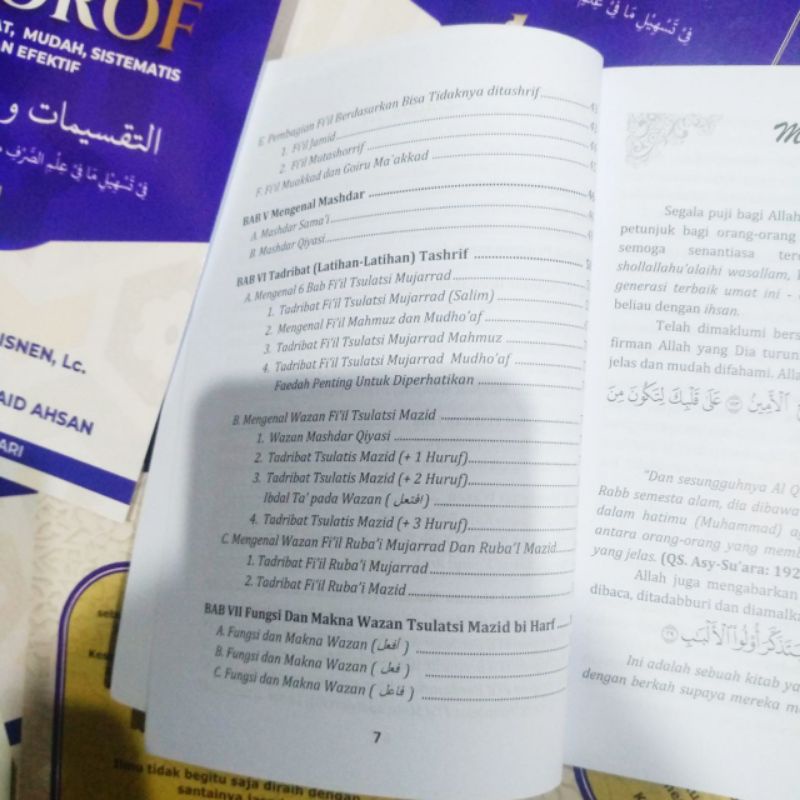 OROF
AT, MUDAH, SISTEMATIS
AN EFEKTIF
التقسيمات و
فِيْ تَسْهِيْلِ مَا فِيْ عِلْمِ الصَّرْفِ
ISNEN, Lc.
AID AHSAN
ARI
فِيْ تَسْهِيْلِ مَا فِيْ عِلْمِ
E. Pembagian Fi'il Berdasarkan Bisa Tidaknya ditashrif
1. Fi'il Jamid
2. Fi'il Mutashorrif
F. Fi'il Muakkad dan Goiru Ma'akkad
BAB V Mengenal Mashdar
A. Mashdar Sama'i
B. Mashdar Qiyasi
BAB VI Tadribat (Latihan-Latihan) Tashrif
A. Mengenal 6 Bab Fi'il Tsulatsi Mujarrad
1. Tadribat Fi'il Tsulatsi Mujarrad (Salim)
2. Mengenal Fi'il Mahmuz dan Mudho'af
3. Tadribat Fi'il Tsulatsi Mujarrad Mahmuz
4. Tadribat Fi'il Tsulatsi Mujarrad Mudho'af
Faedah Penting Untuk Diperhatikan
B. Mengenal Wazan Fi'il Tsulatsi Mazid
1. Wazan Mashdar Qiyasi
2. Tadribat Tsulatis Mazid (+ 1 Huruf)
3. Tadribat Tsulatis Mazid (+ 2 Huruf)
Ibdal Ta' pada Wazan ( افتعل )
4. Tadribat Tsulatis Mazid (+ 3 Huruf)
C. Mengenal Wazan Fi'il Ruba'i Mujarrad Dan Ruba'I Mazid
1. Tadribat Fi'il Ruba'i Mujarrad
2. Tadribat Fi'il Ruba'i Mazid
BAB VII Fungsi Dan Makna Wazan Tsulatsi Mazid bi Harf
A. Fungsi dan Makna Wazan ( أفعل )
B. Fungsi dan Makna Wazan ( فعل )
C. Fungsi dan Makna Wazan ( فاعل )
7
M
Segala puji bagi Allah
petunjuk bagi orang-orang
semoga senantiasa
shollallahu'alaihi wasollam,
generasi terbaik umat ini -
beliau dengan ihsan.
Telah dimaklumi
firman Allah yang Dia
jelas dan mudah difahami.
الْأَمِينُ عَلَىٰ قَلْبِكَ لِتَكُونَ مِنَ
"Dan sesungguhnya Al
Rabb semesta alam, dia
dalam hatimu (Muhammad)
antara orang-orang yang
yang jelas. (QS. Asy-Su'ara: 192
Allah juga mengabarkan
dibaca, ditadabburi dan
أُولُوا الْأَلْبَابِ
Ini adalah sebuah kitab
dengan berkah supaya mereka
Ilmu tidak begitu saja diraih dengan
santainya